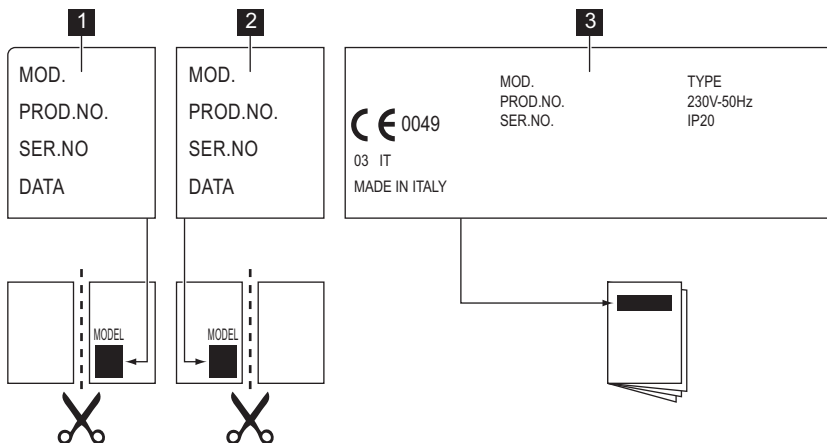 1
2
3
MOD.
PROD.NO.
SER.NO
DATA
MOD.
PROD.NO.
SER.NO
DATA
CE 0049
03 IT
MADE IN ITALY
MOD.
PROD.NO.
SER.NO.
TYPE
230V-50Hz
IP20
MODEL
MODEL